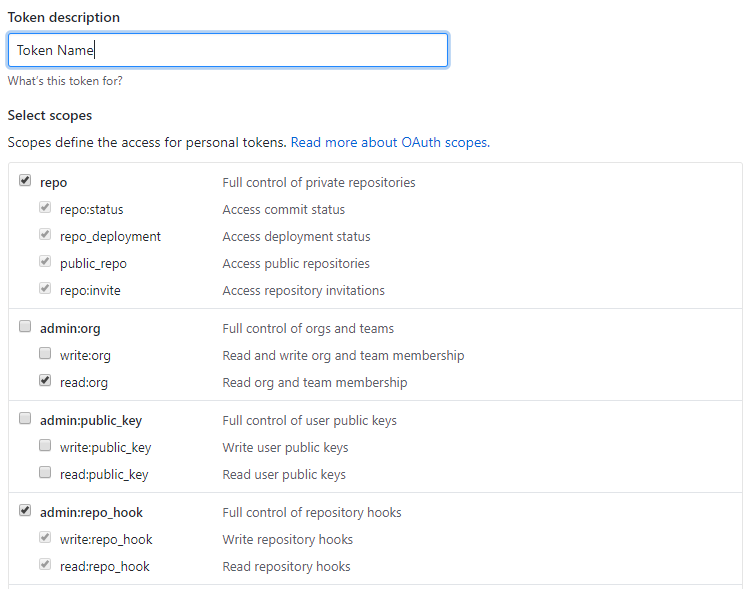 Token description
Token Name
What's this token for?
Select scopes
Scopes define the access for personal tokens. Read more about OAuth scopes.
repo Full control of private repositories
repo:status Access commit status
repo_deployment Access deployment status
public_repo Access public repositories
repo:invite Access repository invitations
admin:org Full control of orgs and teams
write:org Read and write org and team membership
read:org Read org and team membership
admin:public_key Full control of user public keys
write:public_key Write user public keys
read:public_key Read user public keys
admin:repo_hook Full control of repository hooks
write:repo_hook Write repository hooks
read:repo_hook Read repository hooks